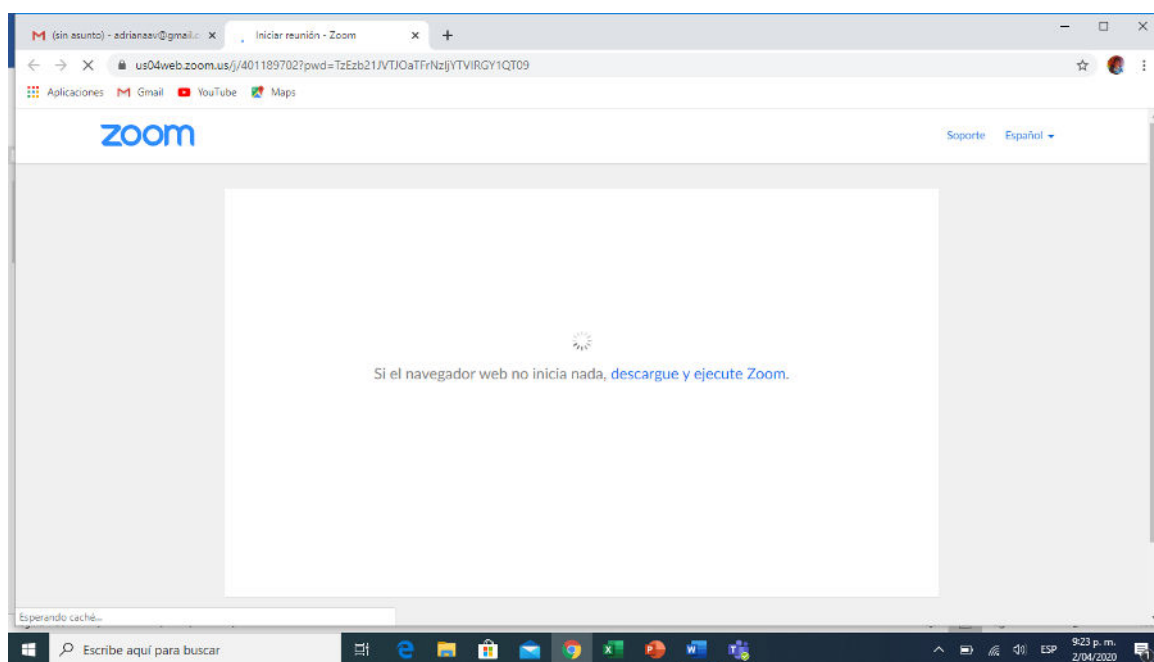 (sin asunto) - adrianaav@gmail.c
Iniciar reunión - Zoom
us04web.zoom.us/j/401189702?pwd=TzEzb21JVTJOaTFrNzljYTVIRGY1QT09
Aplicaciones Gmail YouTube Maps
zoom
Soporte Español
Si el navegador web no inicia nada, descargue y ejecute Zoom.
Esperando caché...
Escribe aquí para buscar
ESP
9:23 p. m.
2/04/2020